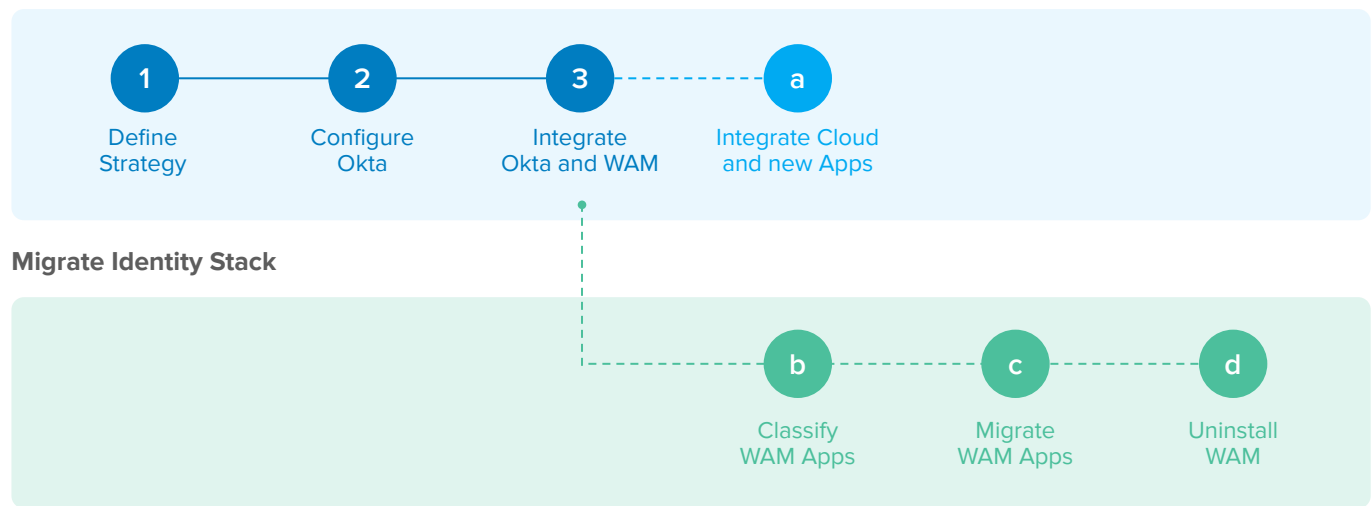 1
2
3
a
Define
Strategy
Configure
Okta
Integrate
Okta and WAM
Integrate Cloud
and new Apps
Migrate Identity Stack
b
c
d
Classify
WAM Apps
Migrate
WAM Apps
Uninstall
WAM